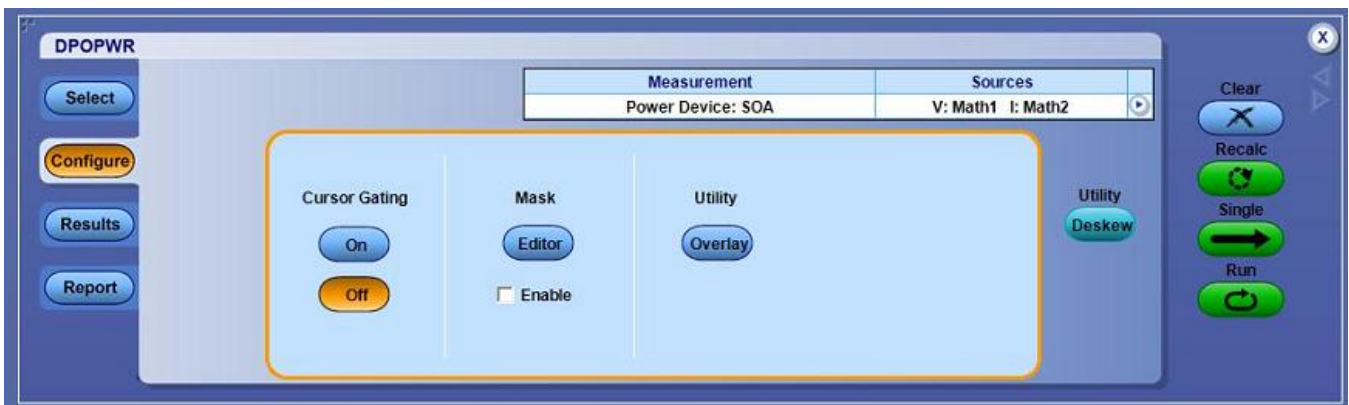 DPOPWR
X
Select
Configure
Results
Report
Measurement Sources
Power Device: SOA V: Math1 I: Math2
Cursor Gating
On
Off
Mask
Editor
Enable
Utility
Overlay
Utility
Deskew
Clear
Recalc
Single
Run